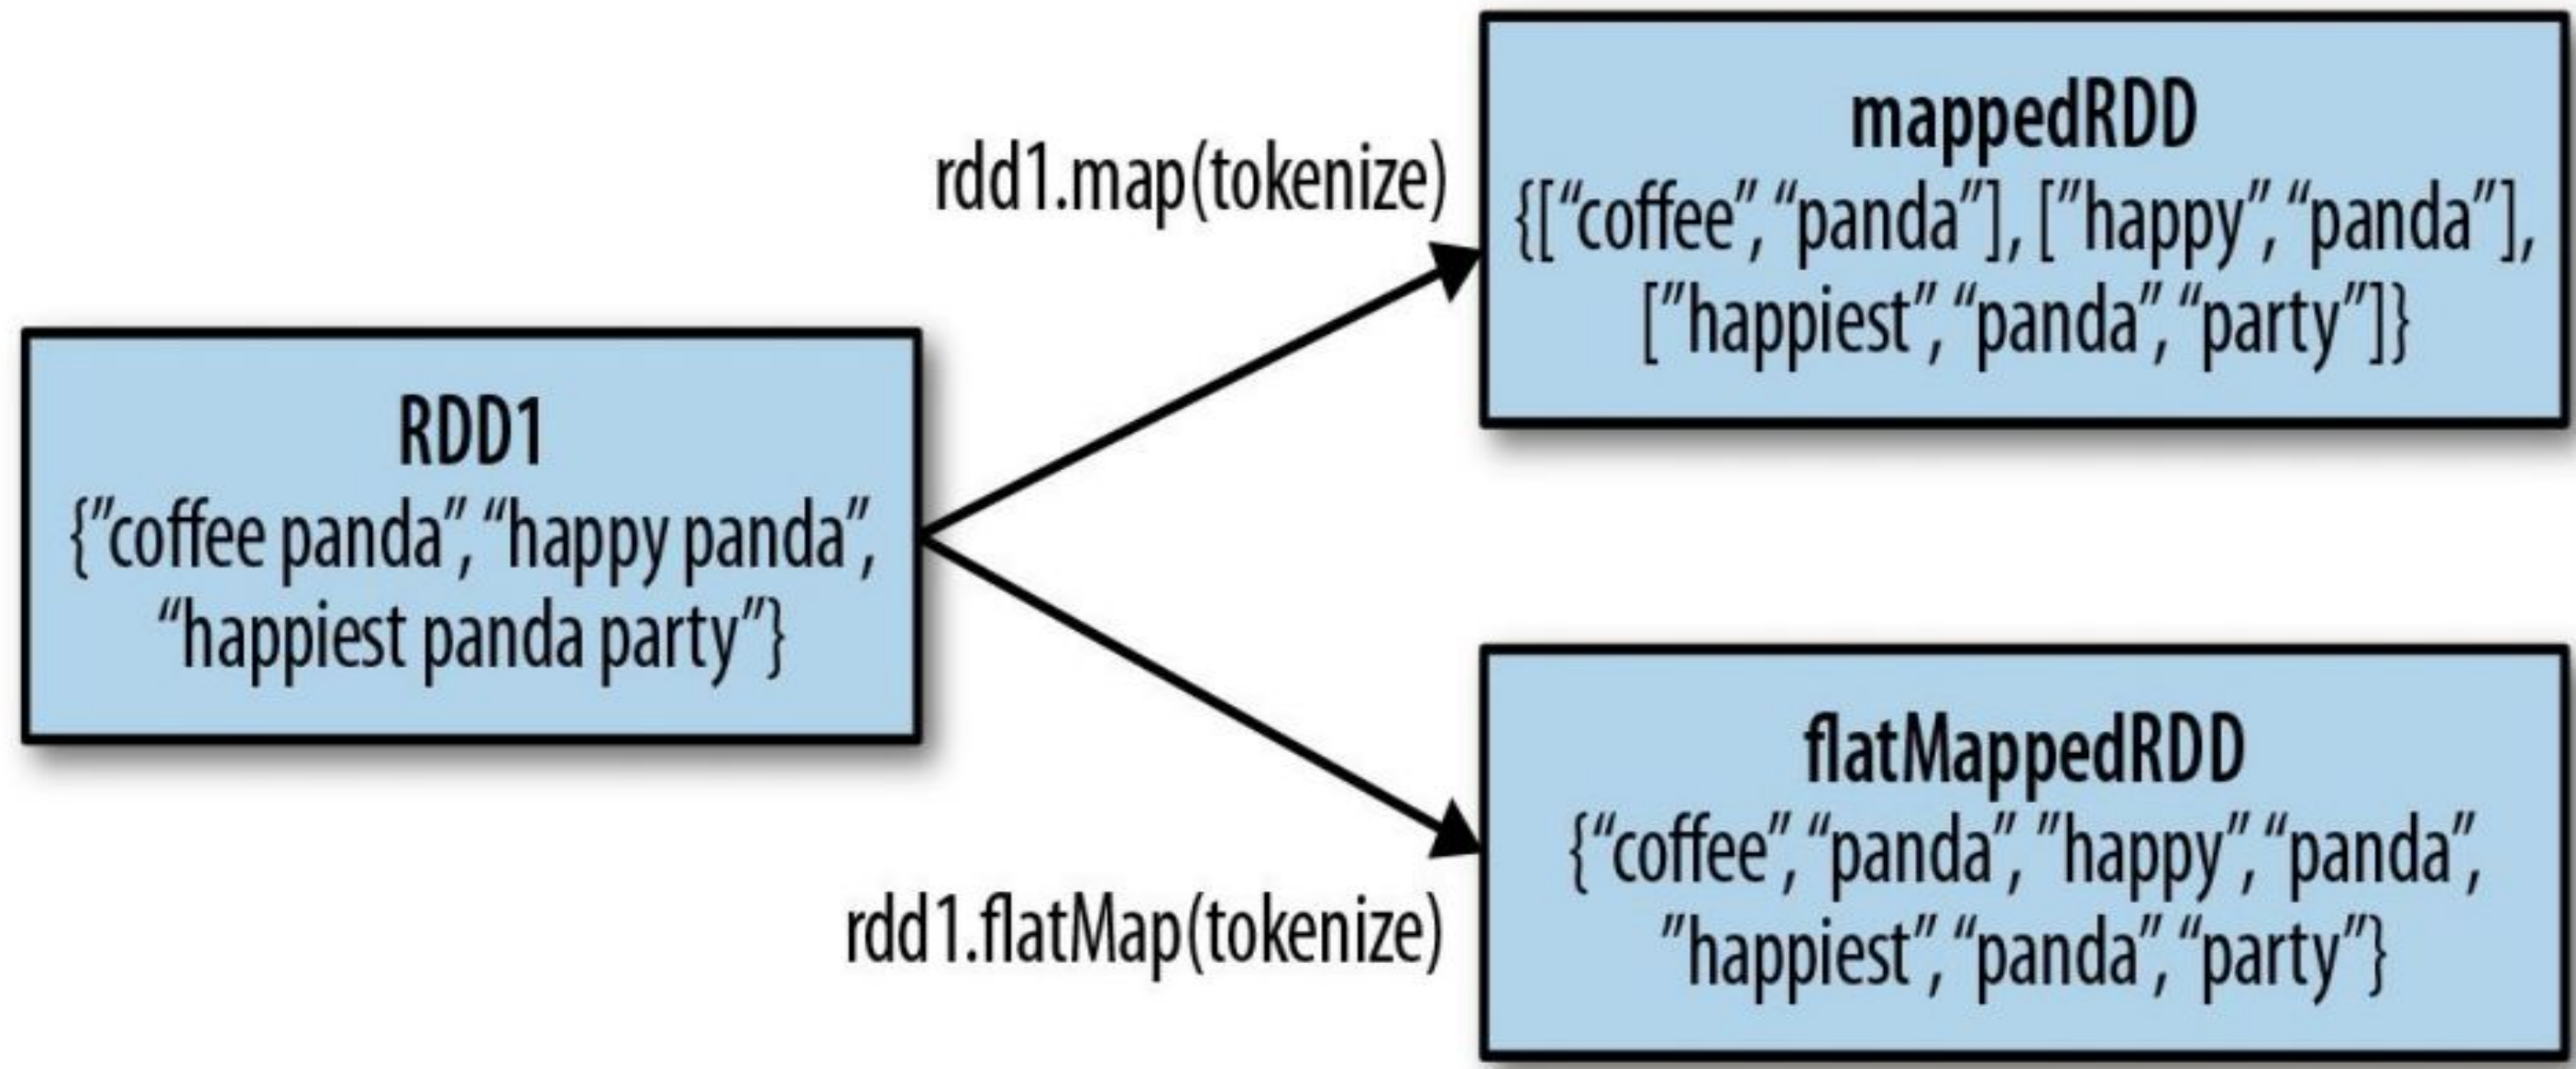 RDD1
{”coffee panda”, “happy panda”,
“happiest panda party”}
rdd1.map(tokenize)
mappedRDD
{[“coffee”, “panda”], [”happy”, “panda”],
[”happiest”, “panda”, “party”]}
rdd1.flatMap(tokenize)
flatMappedRDD
{“coffee”, “panda”, ”happy”, “panda”,
”happiest”, “panda”, “party”}